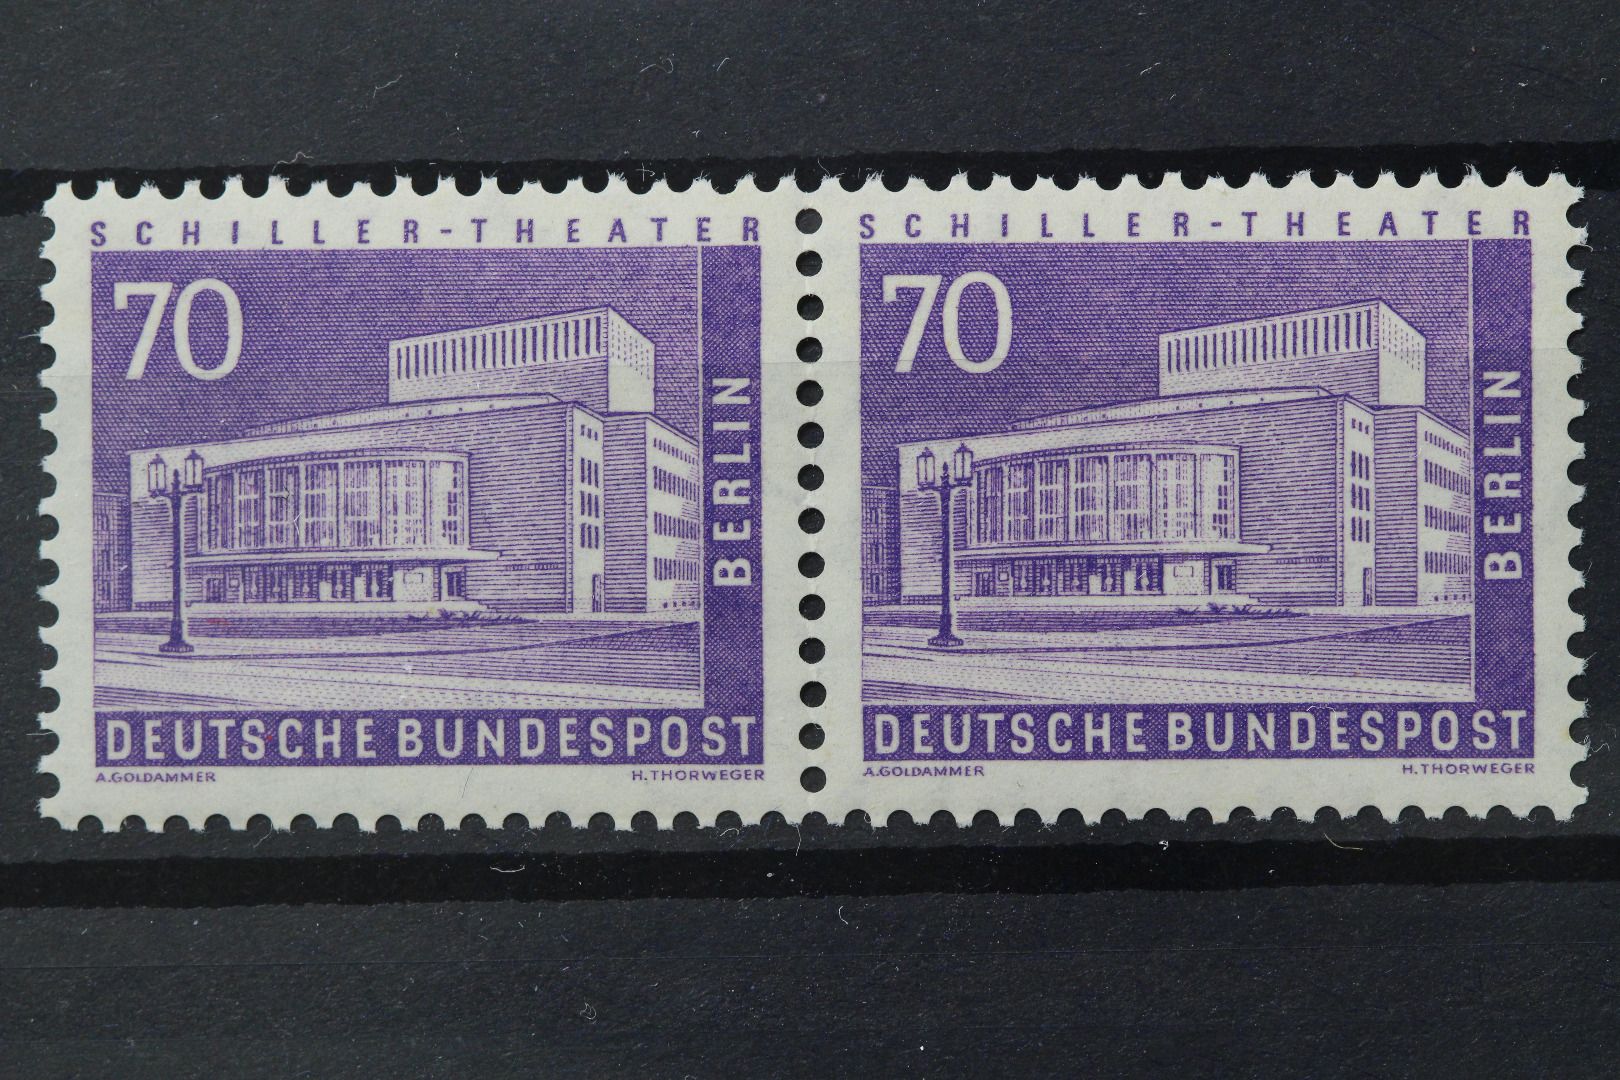 SCHILLER-THEATER
70
BERLIN
DEUTSCHE BUNDESPOST
A.GOLDAMMER H.THORWEGER
SCHILLER-THEATER
70
BERLIN
DEUTSCHE BUNDESPOST
A.GOLDAMMER H.THORWEGER